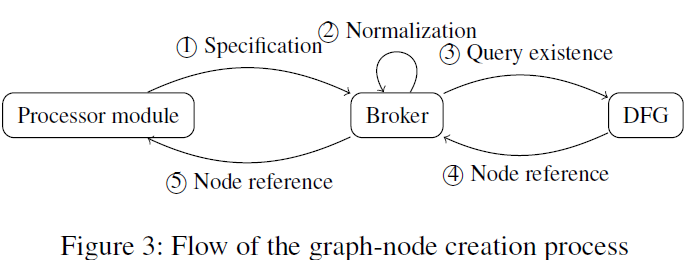 ② Normalization
① Specification
③ Query existence
Processor module
Broker
DFG
⑤ Node reference
④ Node reference
Figure 3: Flow of the graph-node creation process